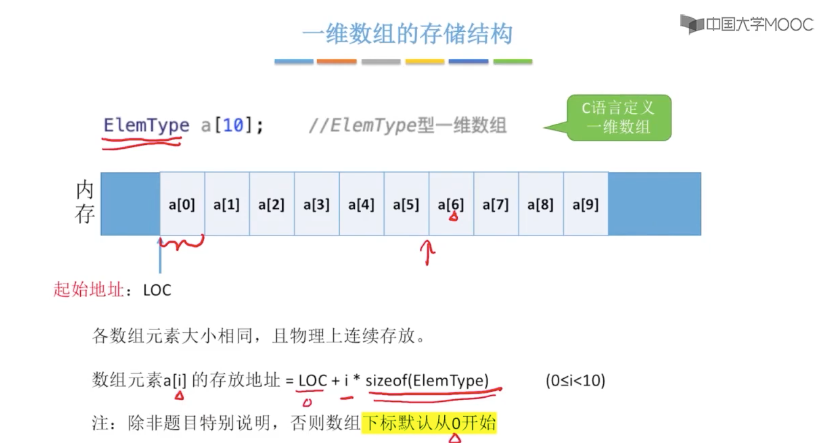 一维数组的存储结构
中国大学MOOC
ElemType a[10]; //ElemType型一维数组
C语言定义
一维数组
内存
a[0] a[1] a[2] a[3] a[4] a[5] a[6] a[7] a[8] a[9]
起始地址：LOC
各数组元素大小相同，且物理上连续存放。
数组元素a[i] 的存放地址 = LOC + i * sizeof(ElemType) (0≤i<10)
注：除非题目特别说明，否则数组下标默认从0开始